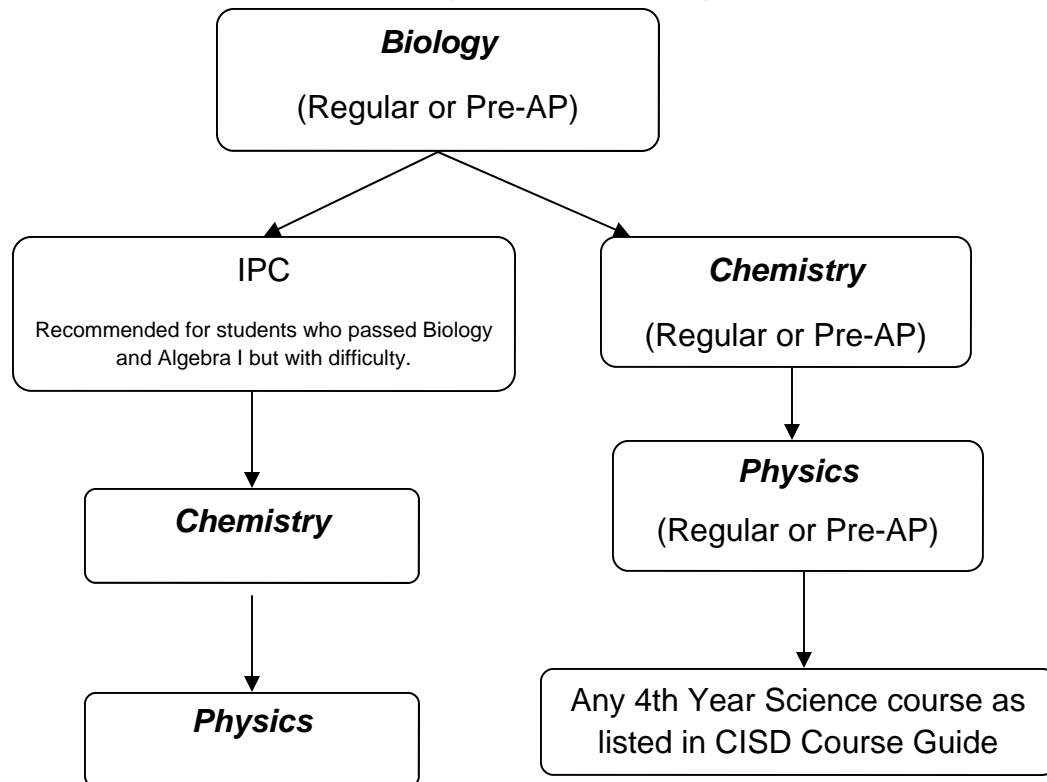 Biology
(Regular or Pre-AP)
IPC
Recommended for students who passed Biology
and Algebra I but with difficulty.
Chemistry
(Regular or Pre-AP)
Chemistry
Physics
(Regular or Pre-AP)
Physics
Any 4th Year Science course as
listed in CISD Course Guide